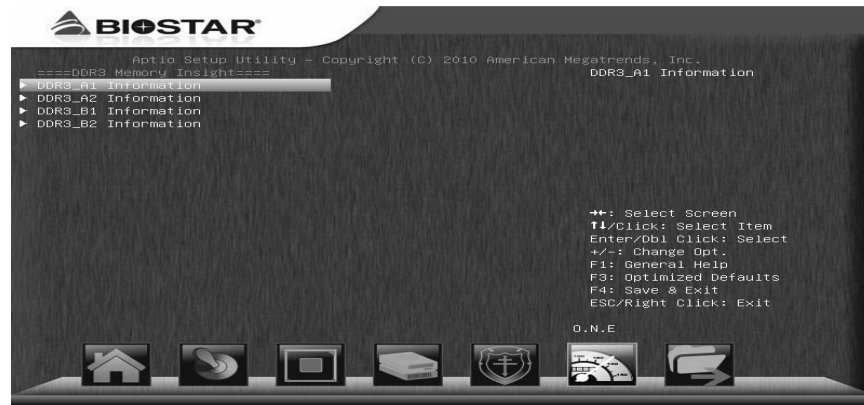 BIOSTAR®
Aptio Setup Utility - Copyright (C) 2010 American Megatrends, Inc.
====DDR3 Memory Insight====
► DDR3_A1 Information
► DDR3_A2 Information
► DDR3_B1 Information
► DDR3_B2 Information
DDR3_A1 Information
→←: Select Screen
↑↓/Click: Select Item
Enter/Dbl Click: Select
+/-: Change Opt.
F1: General Help
F3: Optimized Defaults
F4: Save & Exit
ESC/Right Click: Exit
O.N.E